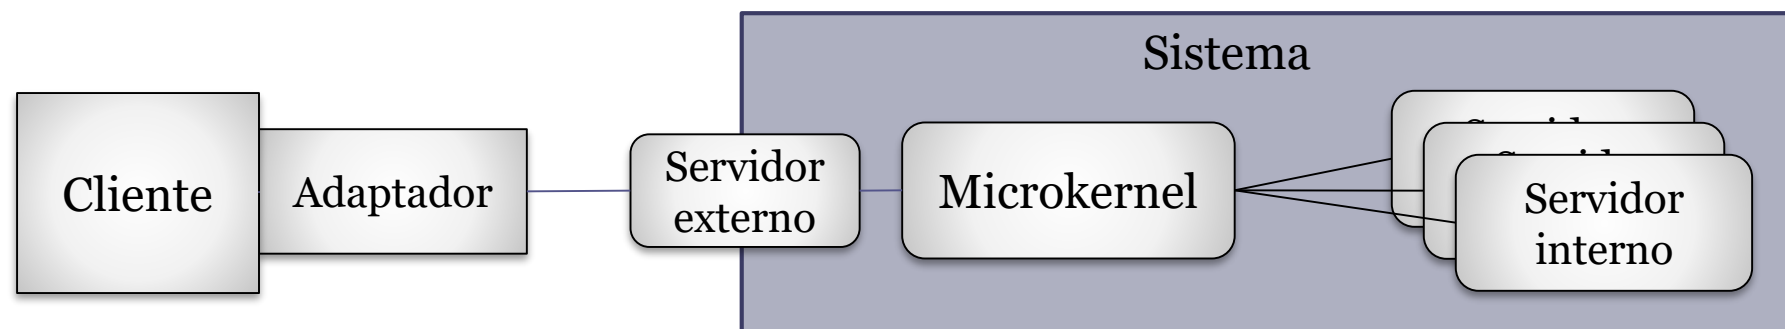 Sistema
Cliente
Adaptador
Servidor
externo
Microkernel
Servidor
interno